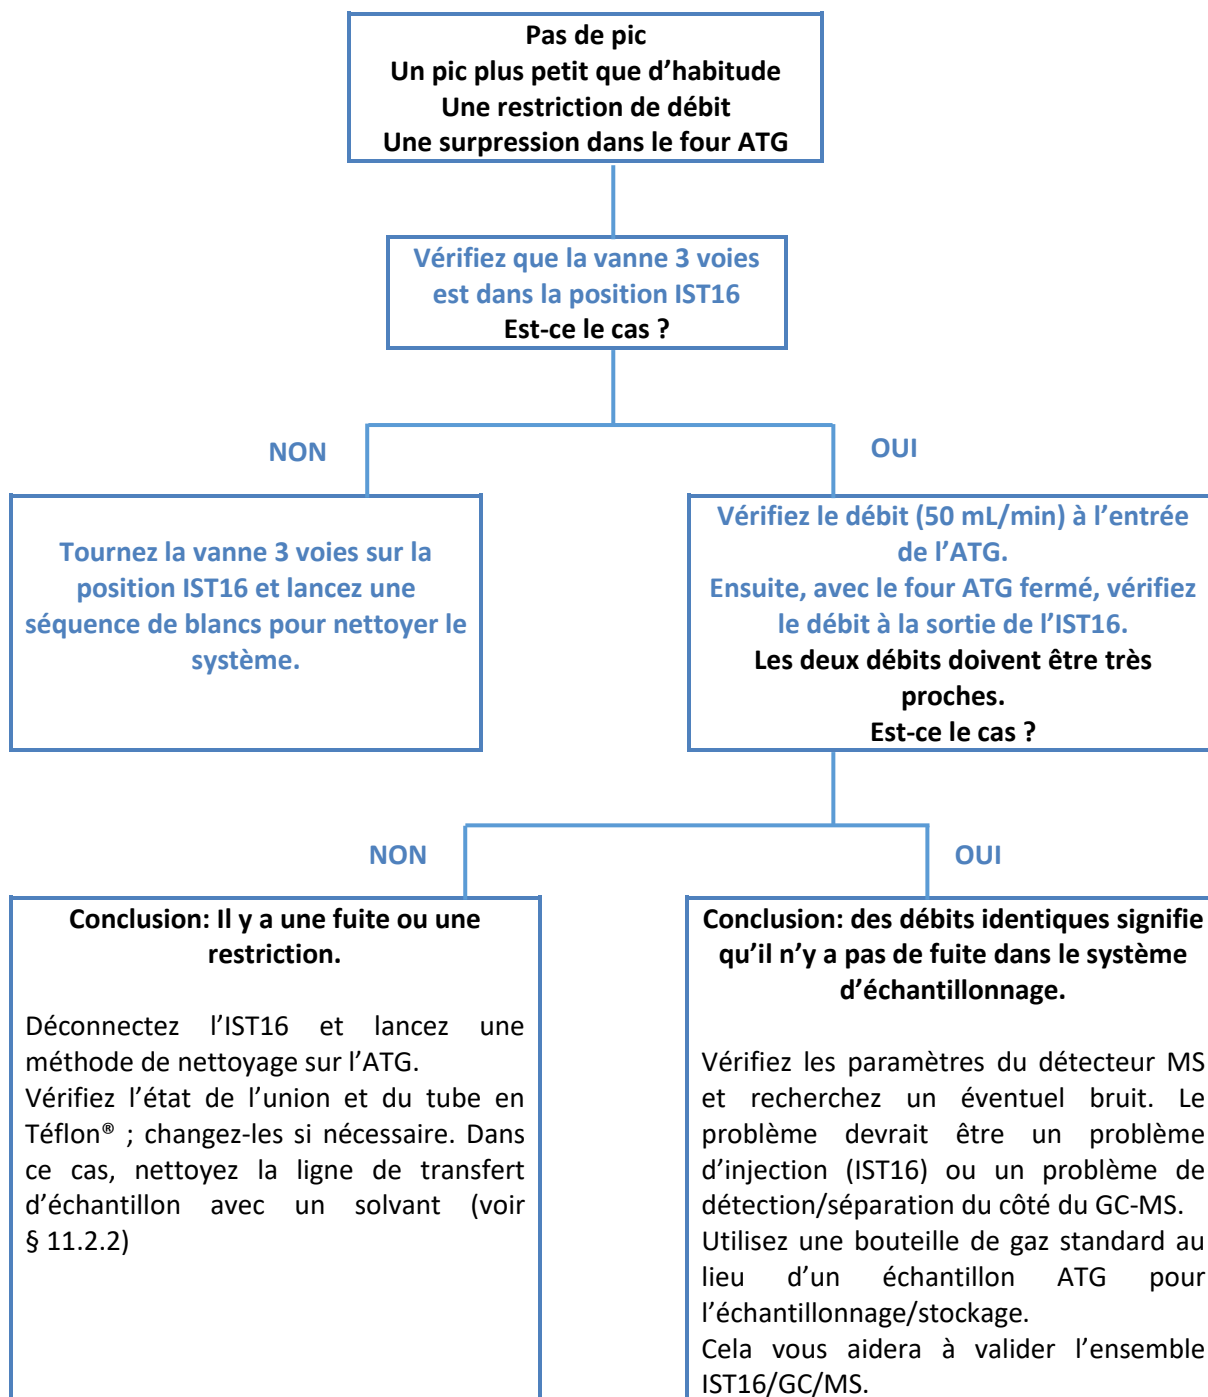 Pas de pic
Un pic plus petit que d’habitude
Une restriction de débit
Une surpression dans le four ATG
Vérifiez que la vanne 3 voies
est dans la position IST16
Est-ce le cas ?
NON
OUI
Tournez la vanne 3 voies sur la
position IST16 et lancez une
séquence de blancs pour nettoyer le
système.
Vérifiez le débit (50 mL/min) à l’entrée
de l’ATG.
Ensuite, avec le four ATG fermé, vérifiez
le débit à la sortie de l’IST16.
Les deux débits doivent être très
proches.
Est-ce le cas ?
NON
OUI
Conclusion: Il y a une fuite ou une
restriction.
Déconnectez l’IST16 et lancez une
méthode de nettoyage sur l’ATG.
Vérifiez l’état de l’union et du tube en
Téflon® ; changez-les si nécessaire. Dans
ce cas, nettoyez la ligne de transfert
d’échantillon avec un solvant (voir
§ 11.2.2)
Conclusion: des débits identiques signifie
qu’il n’y a pas de fuite dans le système
d’échantillonnage.
Vérifiez les paramètres du détecteur MS
et recherchez un éventuel bruit. Le
problème devrait être un problème
d’injection (IST16) ou un problème de
détection/séparation du côté du GC-MS.
Utilisez une bouteille de gaz standard au
lieu d’un échantillon ATG pour
l’échantillonnage/stockage.
Cela vous aidera à valider l’ensemble
IST16/GC/MS.